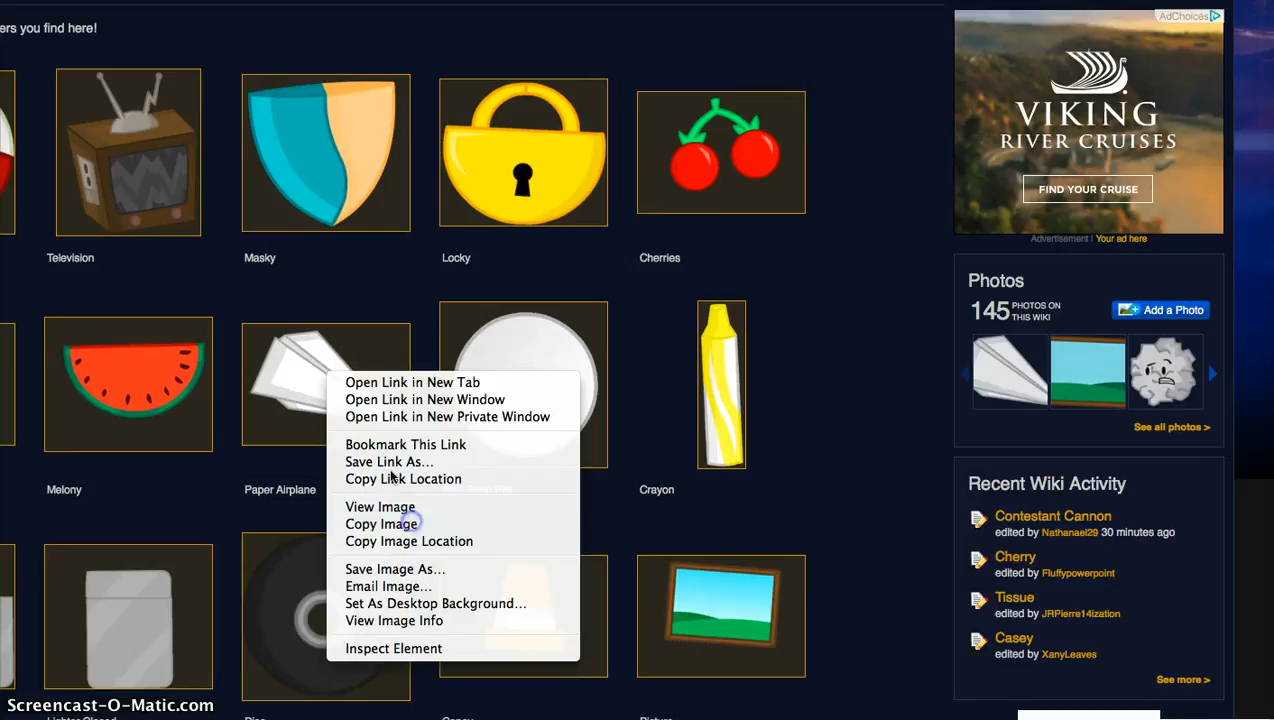 ers you find here!
AdChoices
VIKING
RIVER CRUISES
FIND YOUR CRUISE
Advertisement | Your ad here
Television
Masky
Locky
Cherries
Photos
145 PHOTOS ON
THIS WIKI
Add a Photo
See all photos >
Open Link in New Tab
Open Link in New Window
Open Link in New Private Window
Bookmark This Link
Save Link As...
Copy Link Location
View Image
Copy Image
Copy Image Location
Save Image As...
Email Image...
Set As Desktop Background...
View Image Info
Inspect Element
Melony
Paper Airplane
Crayon
Recent Wiki Activity
Contestant Cannon
edited by Nathanael29 30 minutes ago
Cherry
edited by Fluffypowerpoint
Tissue
edited by JRPierre14ization
Casey
edited by XanyLeaves
See more >
Screencast-O-Matic.com